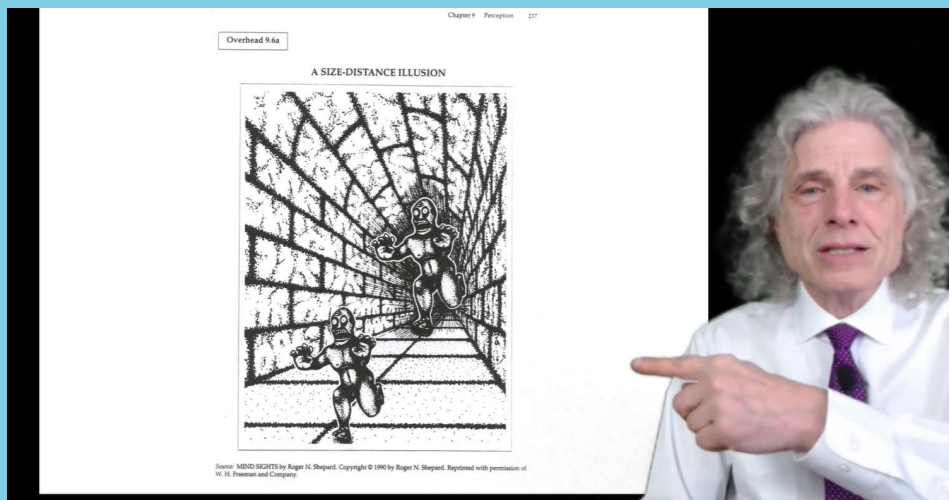 Chapter 9 Perception 237
Overhead 9.6a
A SIZE-DISTANCE ILLUSION
Source: MIND SIGHTS by Roger N. Shepard. Copyright © 1990 by Roger N. Shepard. Reprinted with permission of
W. H. Freeman and Company.